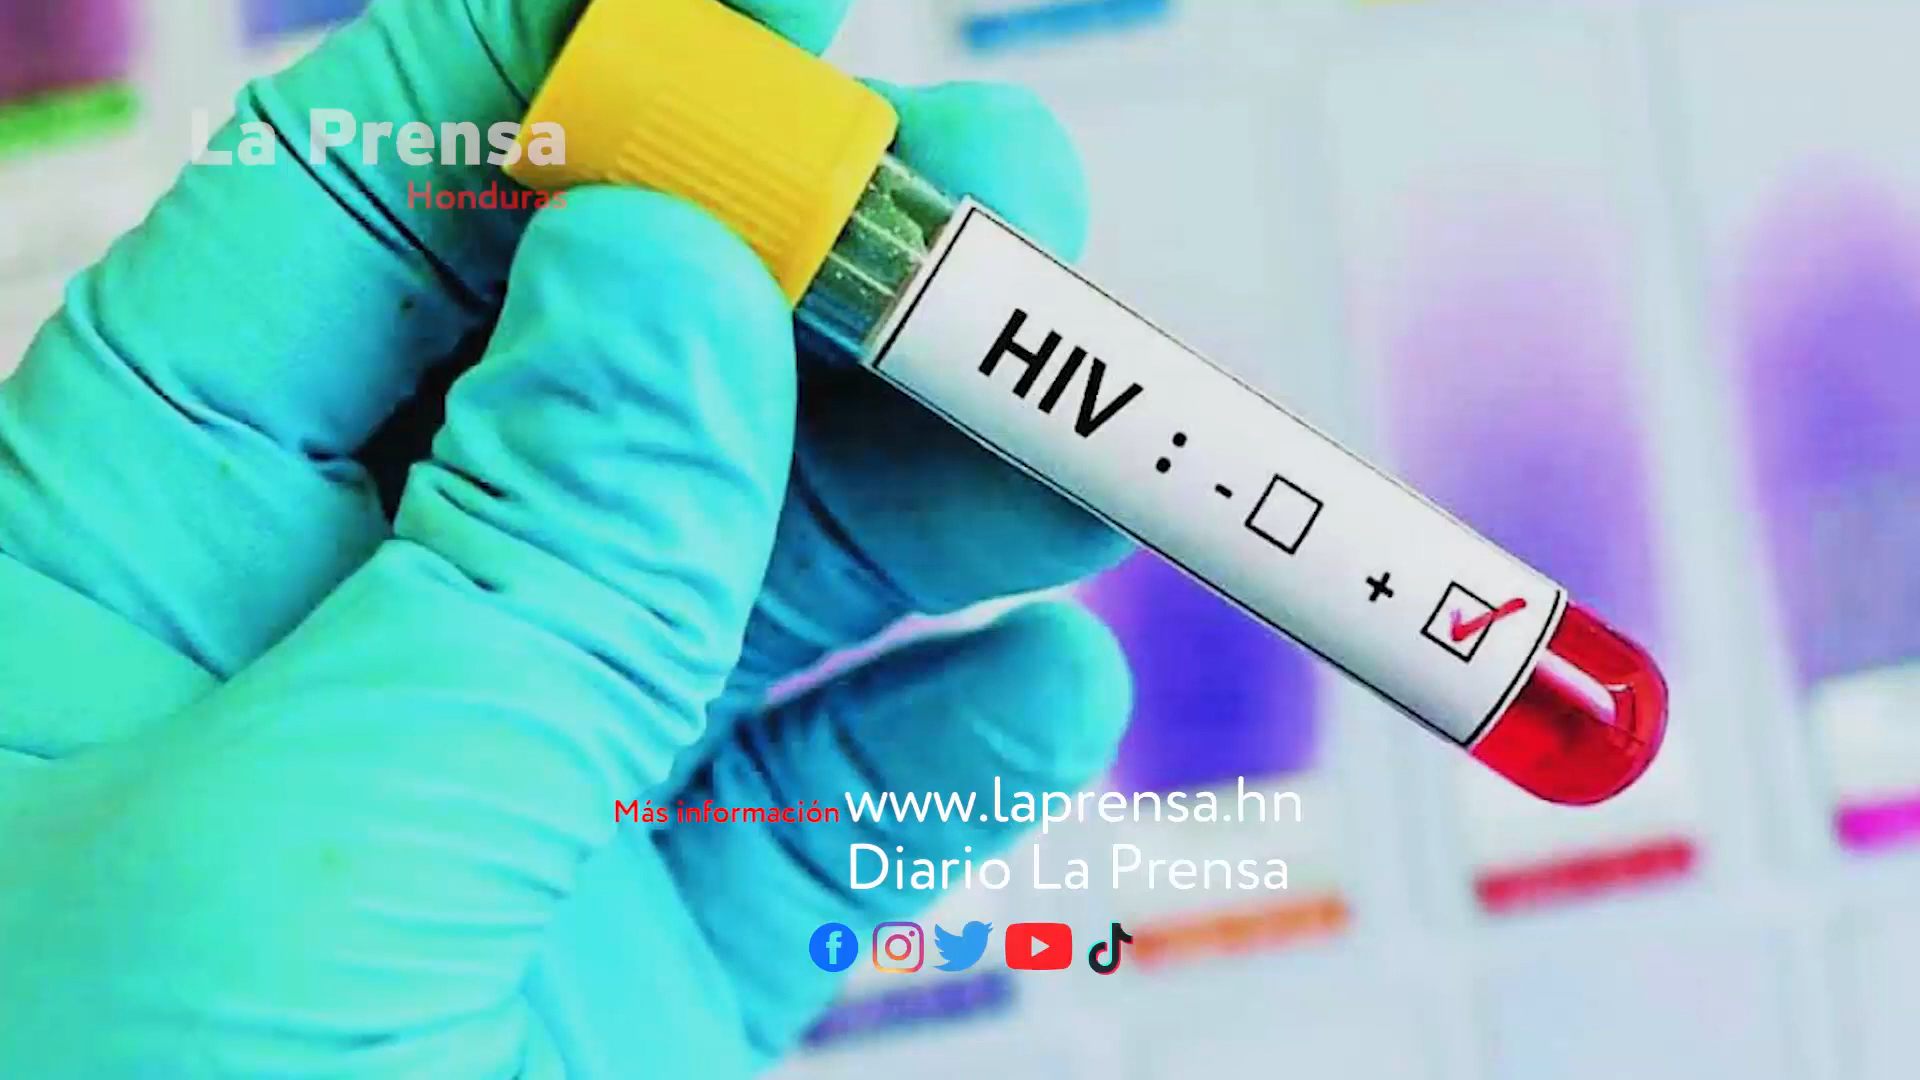 La Prensa
Honduras
HIV : - +
Más información www.laprensa.hn
Diario La Prensa